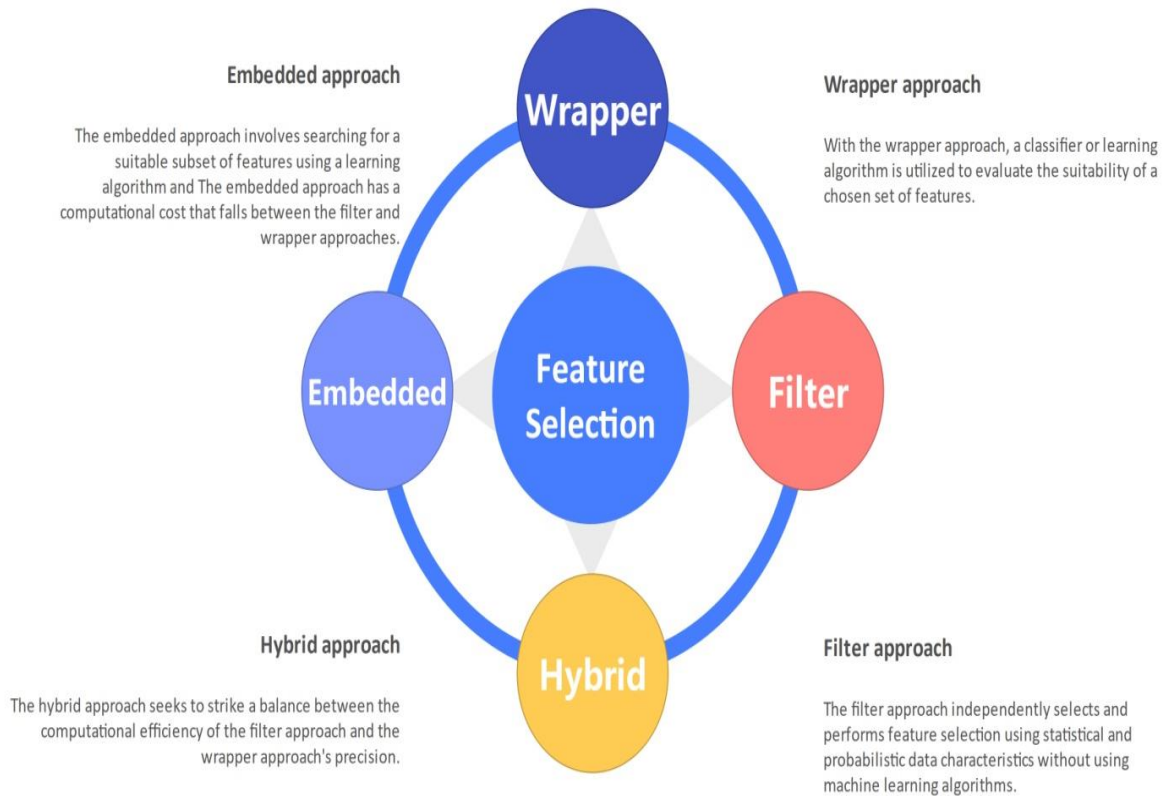 Embedded approach
The embedded approach involves searching for a
suitable subset of features using a learning
algorithm and The embedded approach has a
computational cost that falls between the filter and
wrapper approaches.
Wrapper
Wrapper approach
With the wrapper approach, a classifier or learning
algorithm is utilized to evaluate the suitability of a
chosen set of features.
Embedded
Feature
Selection
Filter
Hybrid approach
The hybrid approach seeks to strike a balance between the
computational efficiency of the filter approach and the
wrapper approach's precision.
Hybrid
Filter approach
The filter approach independently selects and
performs feature selection using statistical and
probabilistic data characteristics without using
machine learning algorithms.